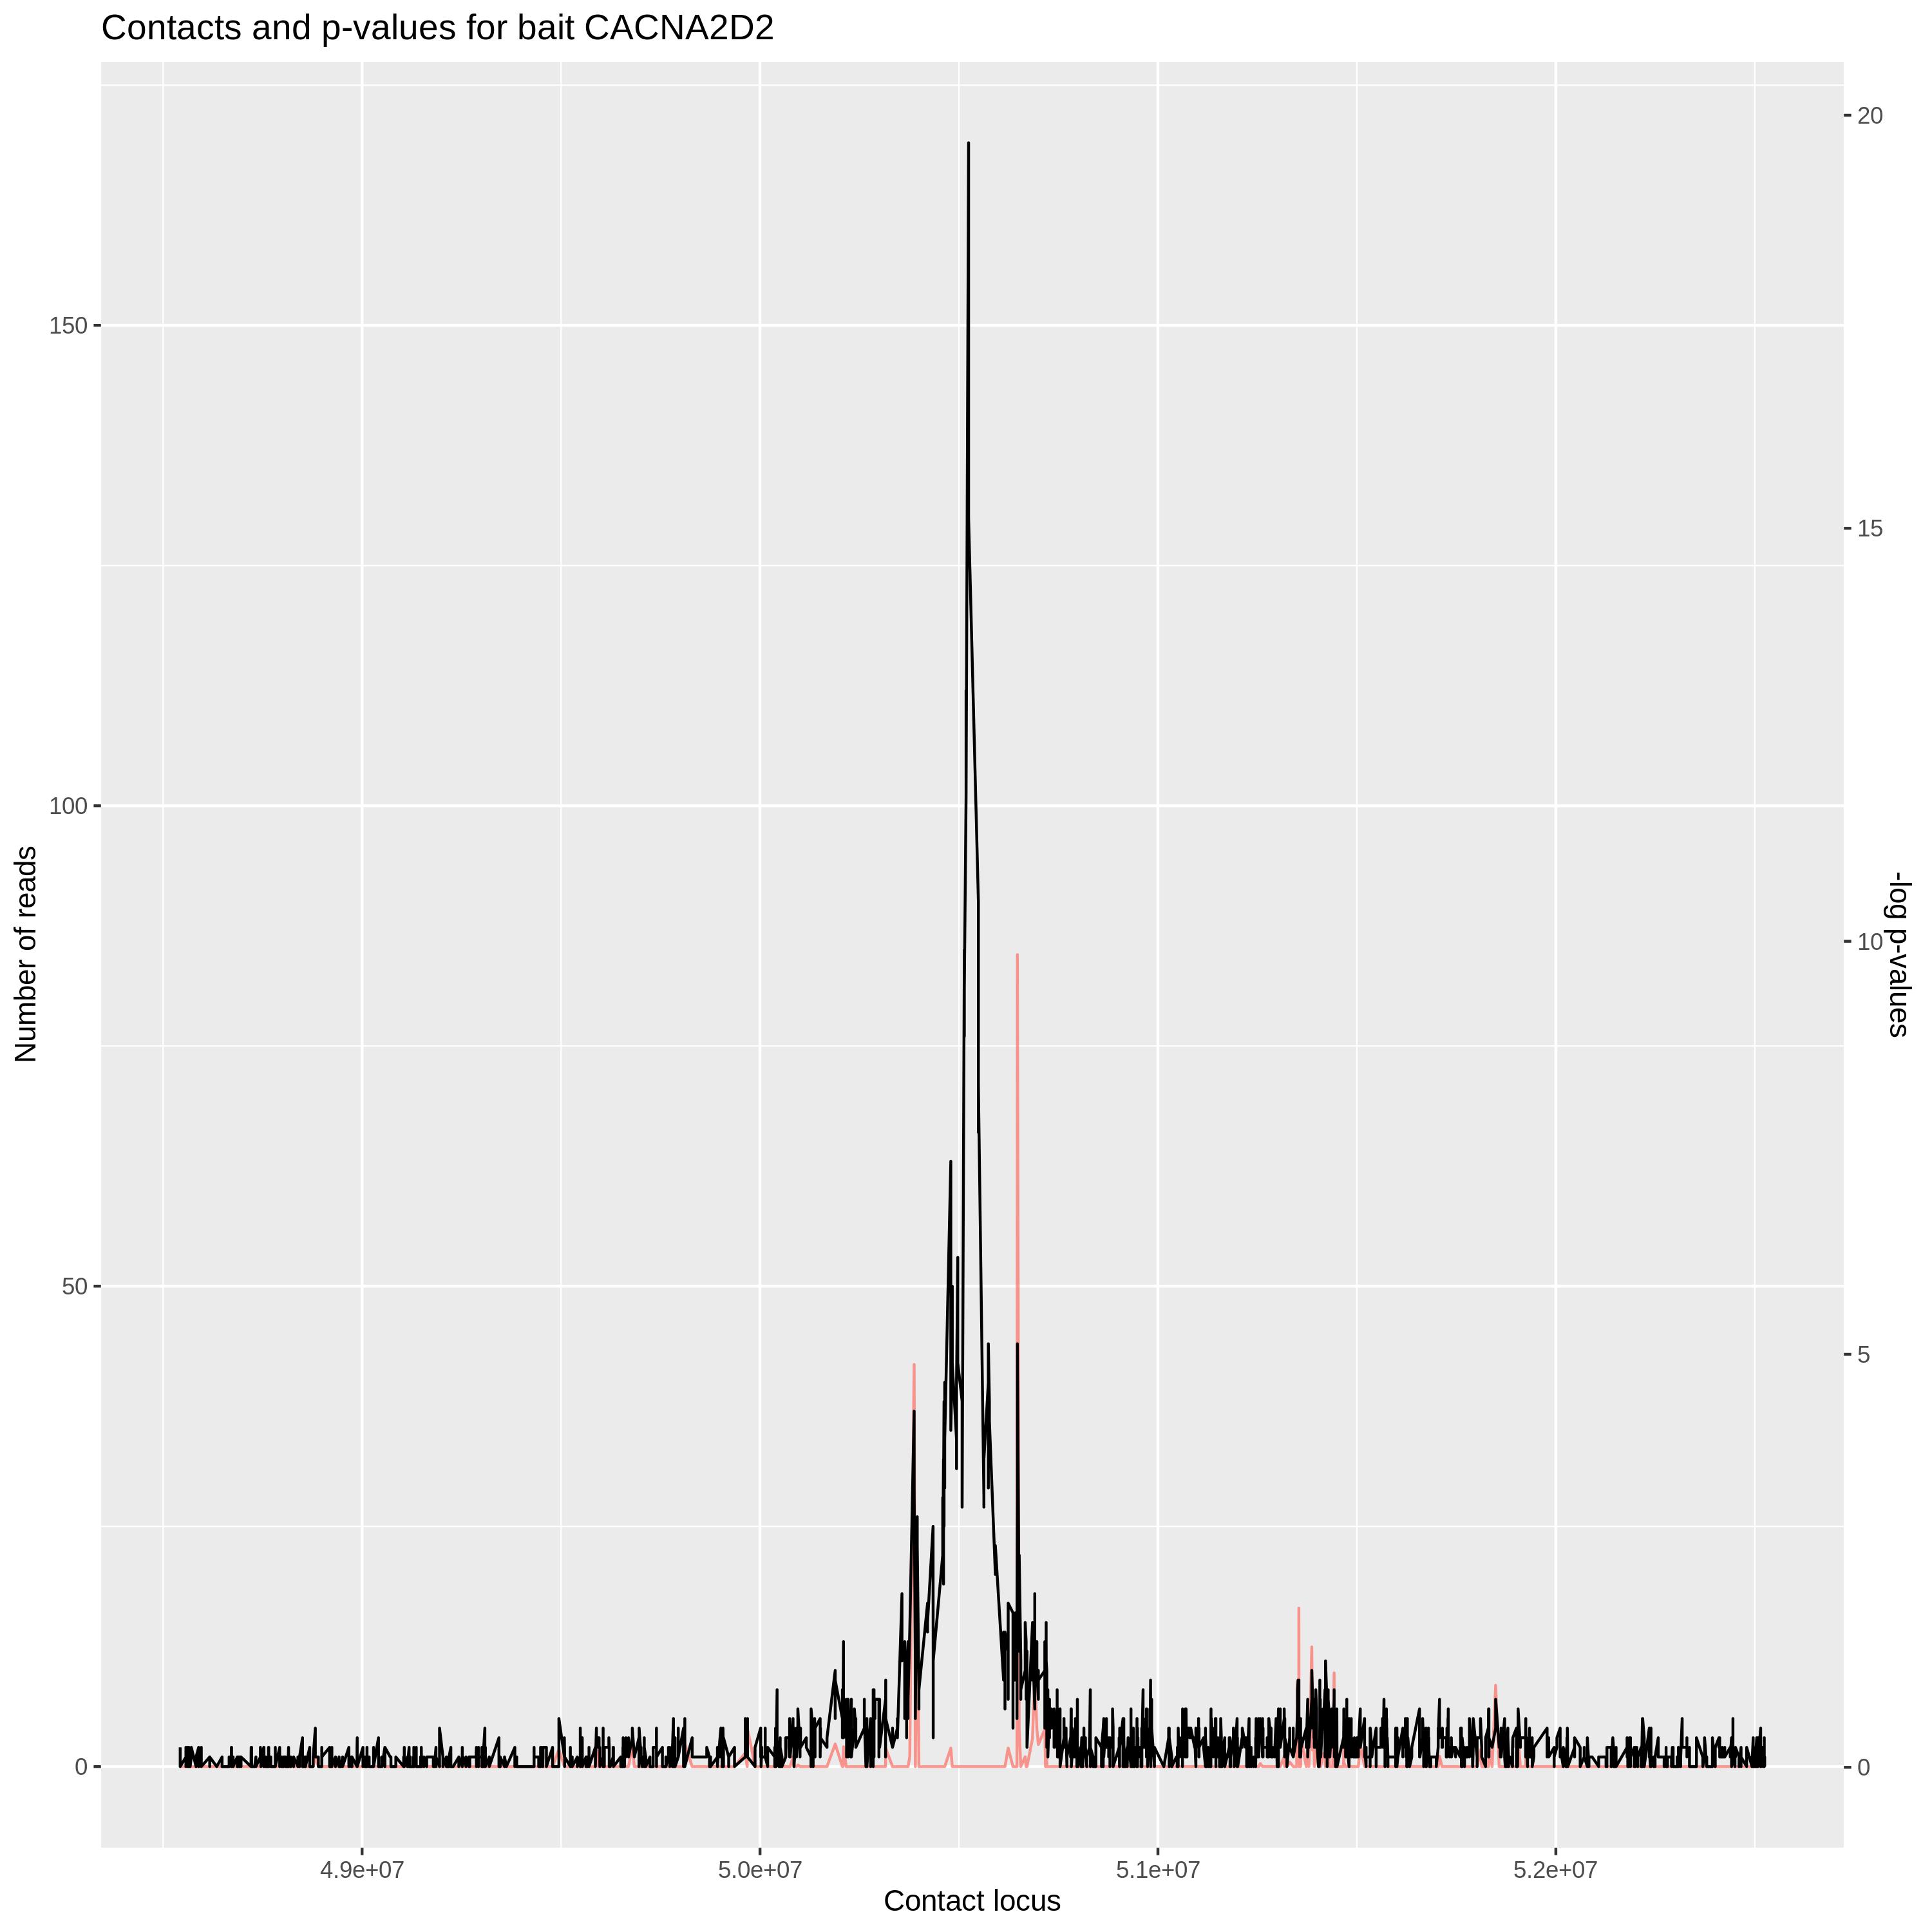 Contacts and p-values for bait CACNA2D2
Number of reads
150
100
50
0
20
15
10
5
0
-log p-values
4.9e+07
5.0e+07
5.1e+07
5.2e+07
Contact locus